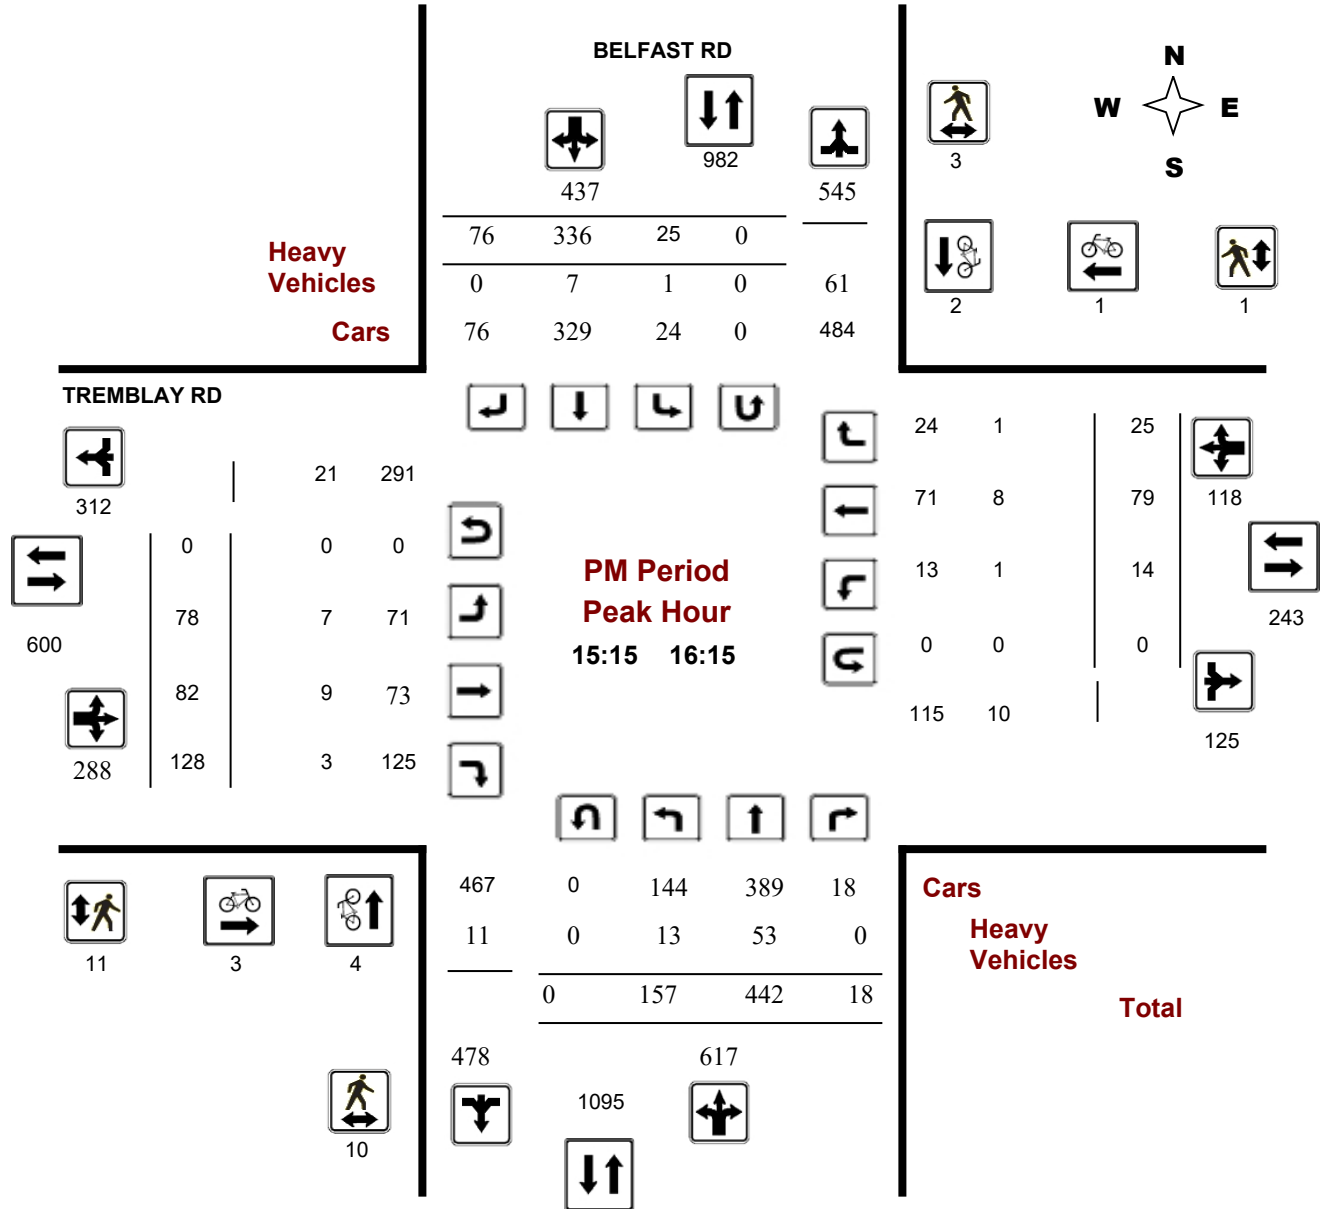 BELFAST RD
N
W E
S
982
3
437 545
76 336 25 0
Heavy
Vehicles 0 7 1 0 61
2 1 1
Cars 76 329 24 0 484
TREMBLAY RD
24 1 25
21 291
312
71 8 79 118
0 0 0
PM Period
13 1 14
Peak Hour
78 7 71
243
600
15:15 16:15
0 0 0
82 9 73
115 10
125
288 128 3 125
467 0 144 389 18 Cars
11 0 13 53 0 Heavy
Vehicles
11 3 4
0 157 442 18 Total
478 617
1095
10